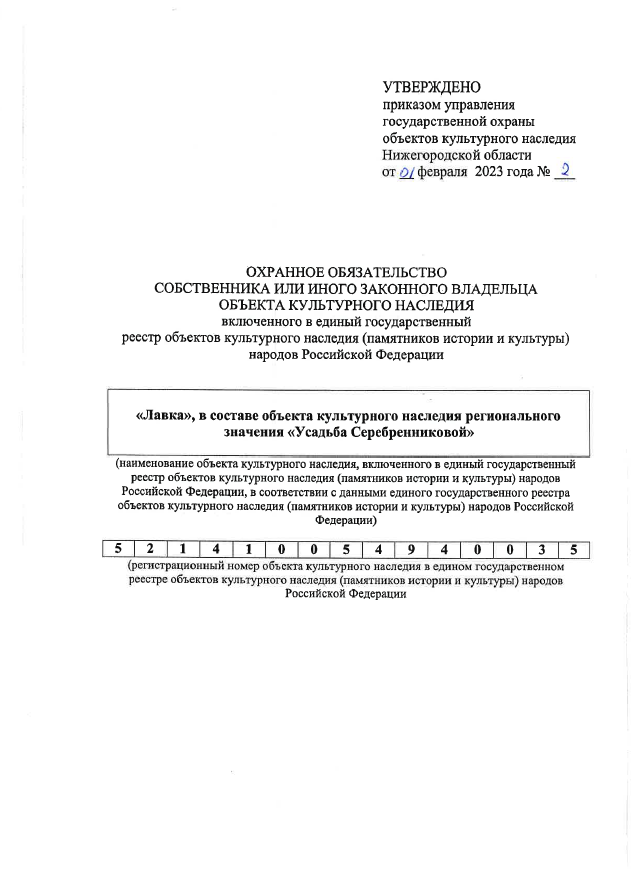 УТВЕРЖДЕНО
приказом управления
государственной охраны
объектов культурного наследия
Нижегородской области
от 01 февраля 2023 года № 2
ОХРАННОЕ ОБЯЗАТЕЛЬСТВО
СОБСТВЕННИКА ИЛИ ИНОГО ЗАКОННОГО ВЛАДЕЛЬЦА
ОБЪЕКТА КУЛЬТУРНОГО НАСЛЕДИЯ
включенного в единый государственный
реестр объектов культурного наследия (памятников истории и культуры)
народов Российской Федерации
«Лавка», в составе объекта культурного наследия регионального
значения «Усадьба Серебренниковой»
(наименование объекта культурного наследия, включенного в единый государственный
реестр объектов культурного наследия (памятников истории и культуры) народов
Российской Федерации, в соответствии с данными единого государственного реестра
объектов культурного наследия (памятников истории и культуры) народов Российской
Федерации)
5 2 1 4 1 0 0 5 4 9 4 0 0 3 5
(регистрационный номер объекта культурного наследия в едином государственном
реестре объектов культурного наследия (памятников истории и культуры) народов
Российской Федерации